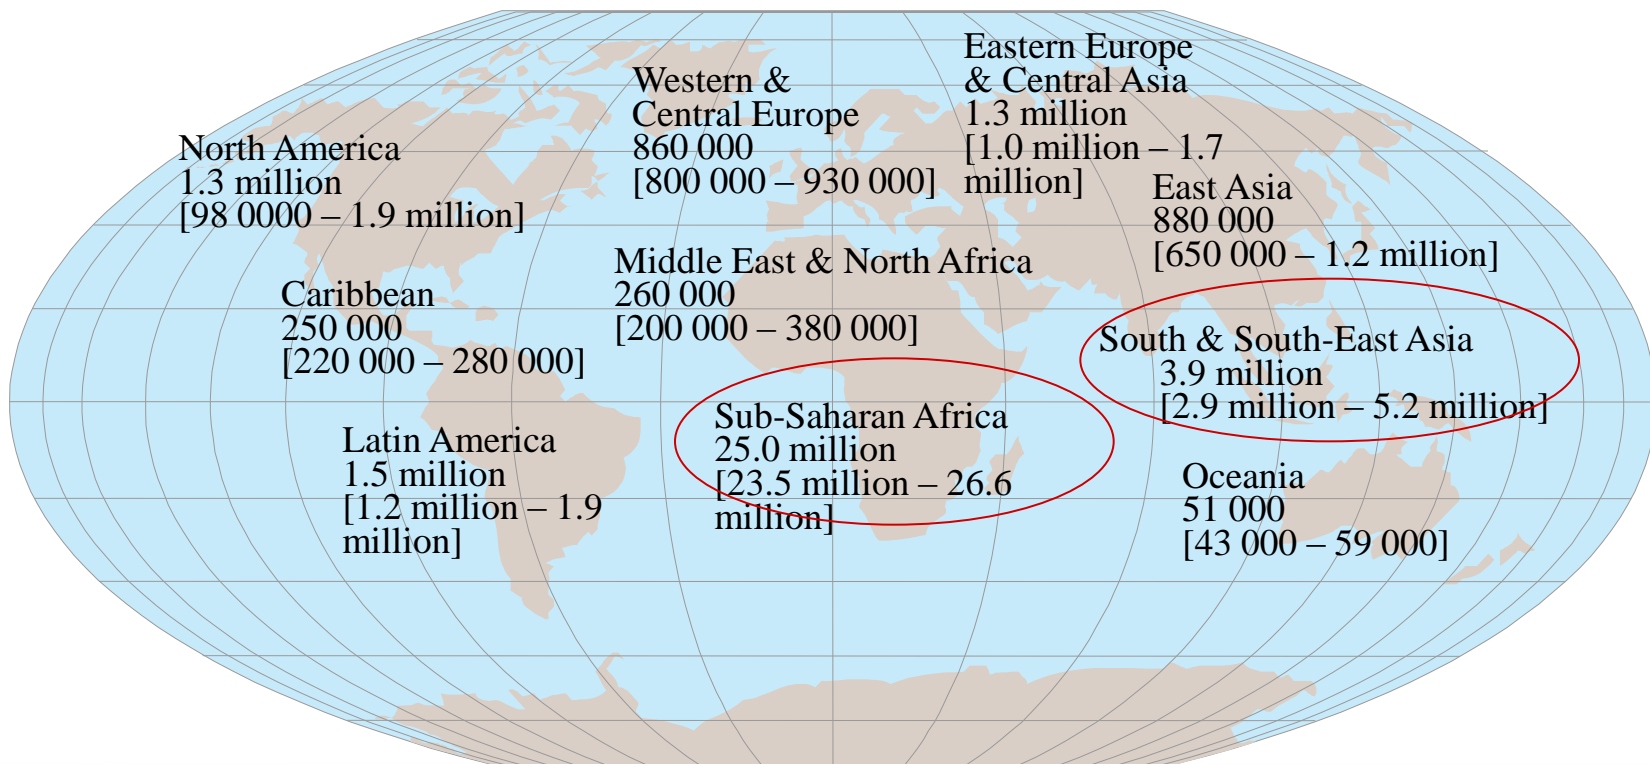 Eastern Europe
& Central Asia
1.3 million
[1.0 million – 1.7
million]
Western &
Central Europe
860 000
[800 000 – 930 000]
North America
1.3 million
[98 0000 – 1.9 million]
East Asia
880 000
[650 000 – 1.2 million]
Middle East & North Africa
260 000
[200 000 – 380 000]
Caribbean
250 000
[220 000 – 280 000]
South & South-East Asia
3.9 million
[2.9 million – 5.2 million]
Sub-Saharan Africa
25.0 million
[23.5 million – 26.6
million]
Latin America
1.5 million
[1.2 million – 1.9
million]
Oceania
51 000
[43 000 – 59 000]